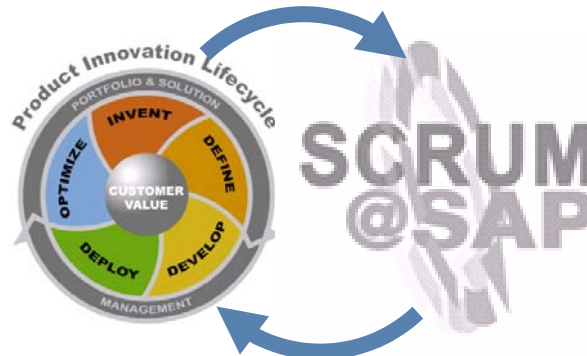 Product Innovation Lifecycle
PORTFOLIO & SOLUTION
INVENT
DEFINE
DEVELOP
DEPLOY
OPTIMIZE
CUSTOMER
VALUE
MANAGEMENT
SCRUM
@SAP